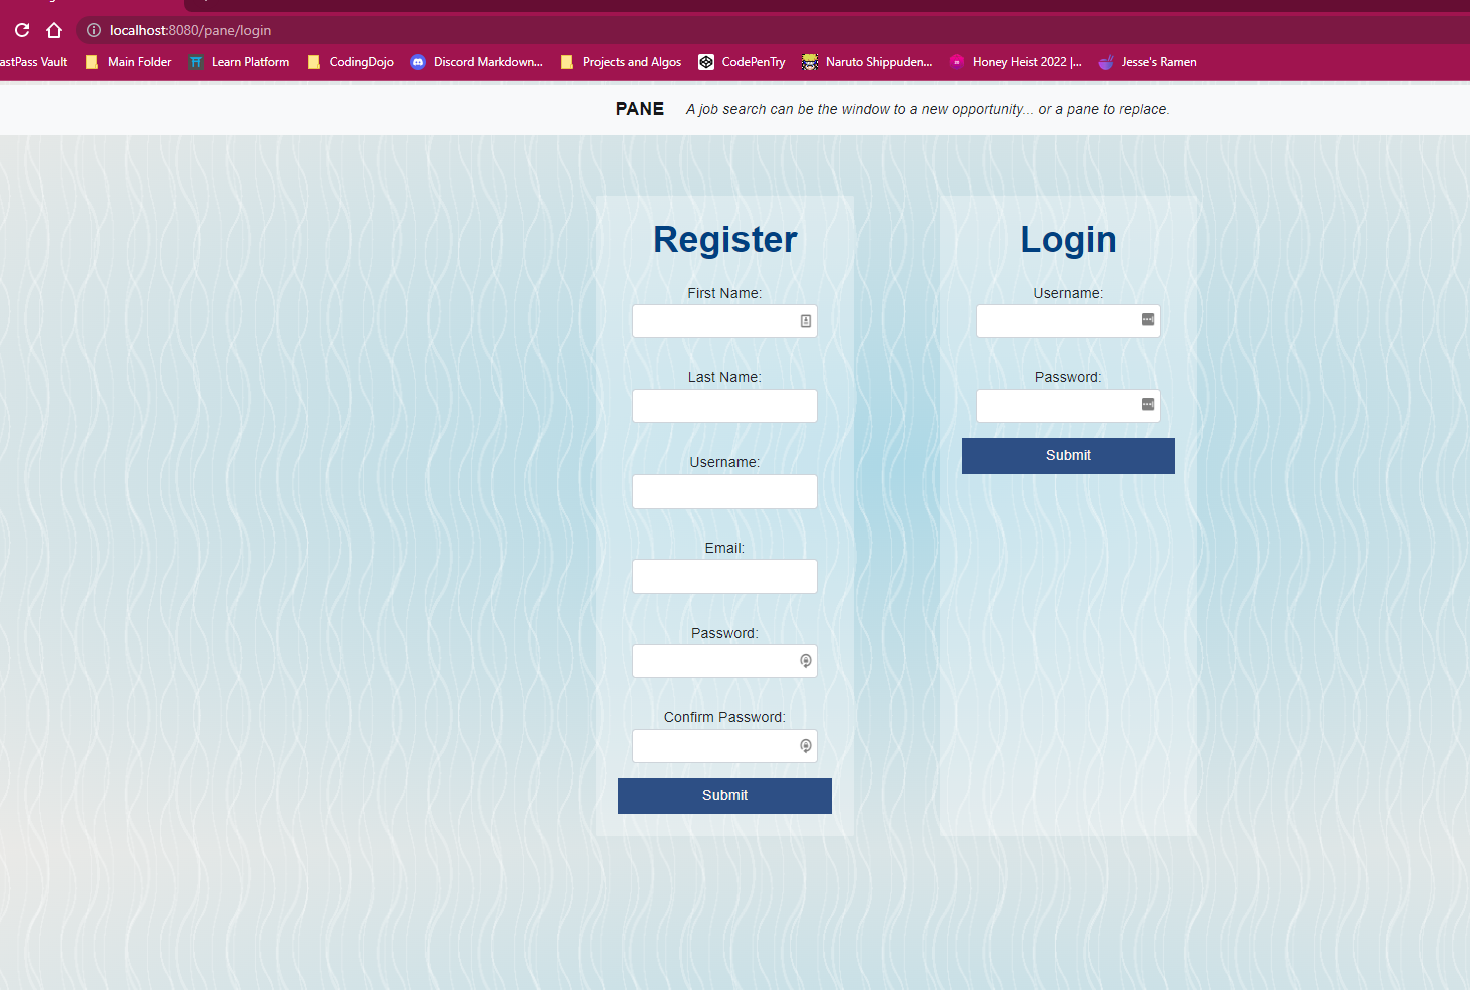 localhost:8080/pane/login
astPass Vault Main Folder Learn Platform CodingDojo Discord Markdown... Projects and Algos CodePenTry Naruto Shippuden... Honey Heist 2022 |... Jesse's Ramen
PANE A job search can be the window to a new opportunity... or a pane to replace.
Register
First Name:
Last Name:
Username:
Email:
Password:
Confirm Password:
Submit
Login
Username:
Password:
Submit